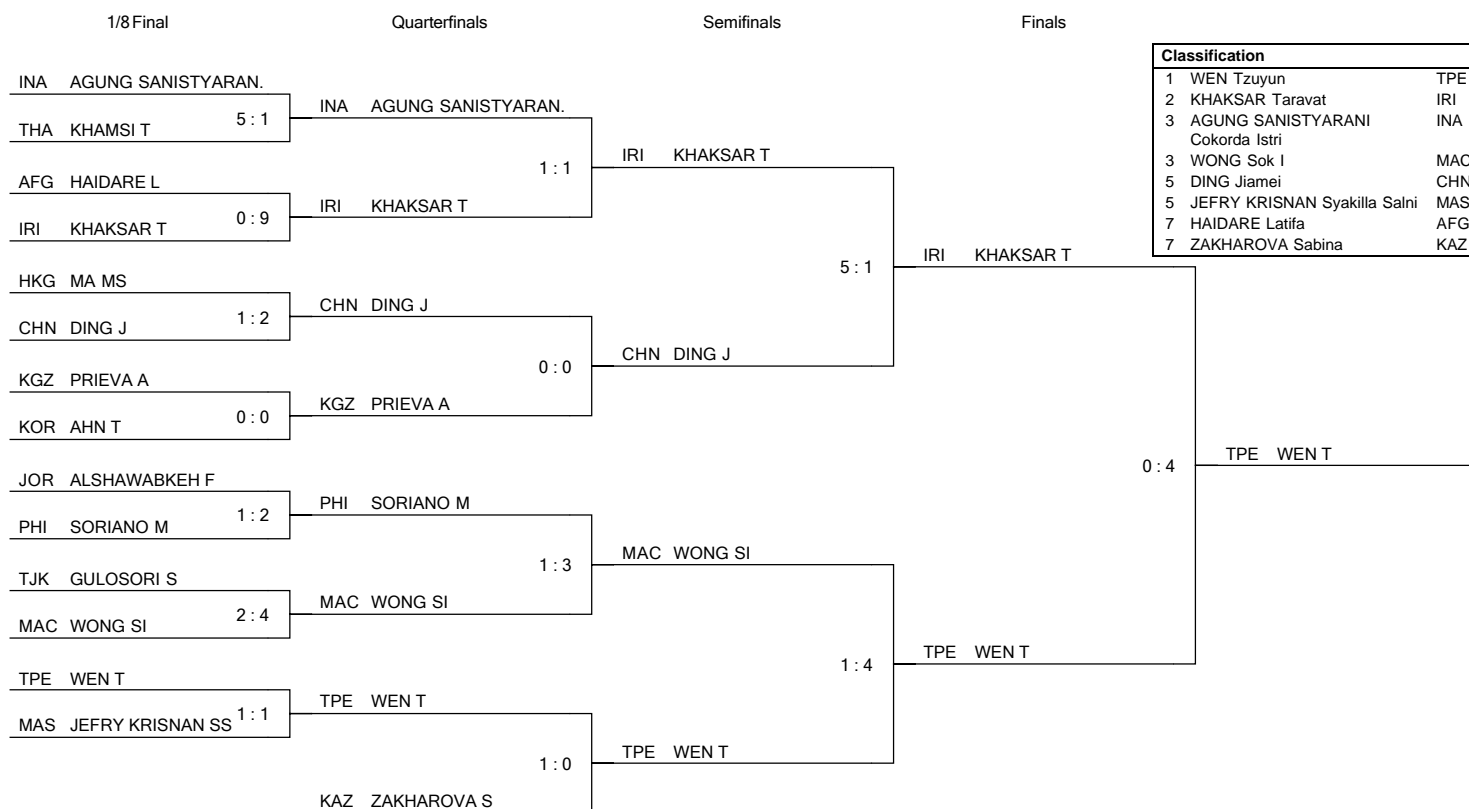 1/8 Final Quarterfinals Semifinals Finals
Classification
1 WEN Tzuyun TPE
2 KHAKSAR Taravat IRI
3 AGUNG SANISTYARANI INA
Cokorda Istri
3 WONG Sok I MAC
5 DING Jiamei CHN
5 JEFRY KRISNAN Syakilla Salni MAS
7 HAIDARE Latifa AFG
7 ZAKHAROVA Sabina KAZ
INA AGUNG SANISTYARAN.
5 : 1
THA KHAMSI T
AFG HAIDARE L
0 : 9
IRI KHAKSAR T
HKG MA MS
1 : 2
CHN DING J
KGZ PRIEVA A
0 : 0
KOR AHN T
JOR ALSHAWABKEH F
1 : 2
PHI SORIANO M
TJK GULOSORI S
2 : 4
MAC WONG SI
TPE WEN T
1 : 1
MAS JEFRY KRISNAN SS
INA AGUNG SANISTYARAN.
1 : 1
IRI KHAKSAR T
CHN DING J
0 : 0
KGZ PRIEVA A
PHI SORIANO M
1 : 3
MAC WONG SI
TPE WEN T
1 : 0
KAZ ZAKHAROVA S
IRI KHAKSAR T
5 : 1
CHN DING J
MAC WONG SI
1 : 4
TPE WEN T
IRI KHAKSAR T
0 : 4
TPE WEN T
TPE WEN T